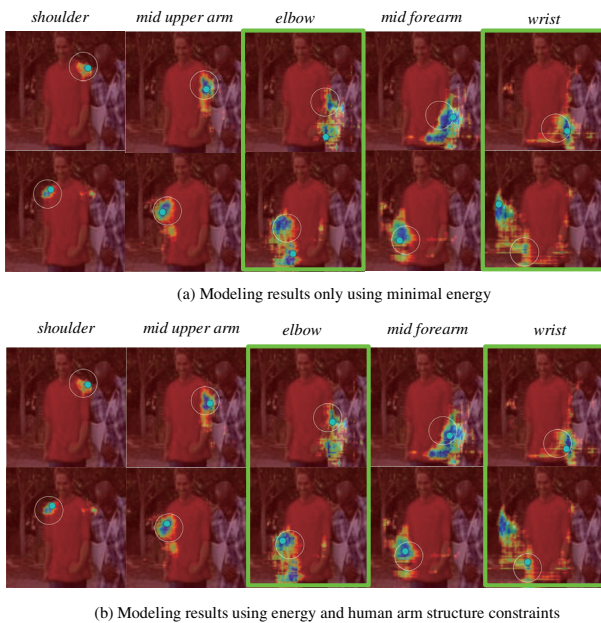 shoulder mid upper arm elbow mid forearm wrist
(a) Modeling results only using minimal energy
shoulder mid upper arm elbow mid forearm wrist
(b) Modeling results using energy and human arm structure constraints